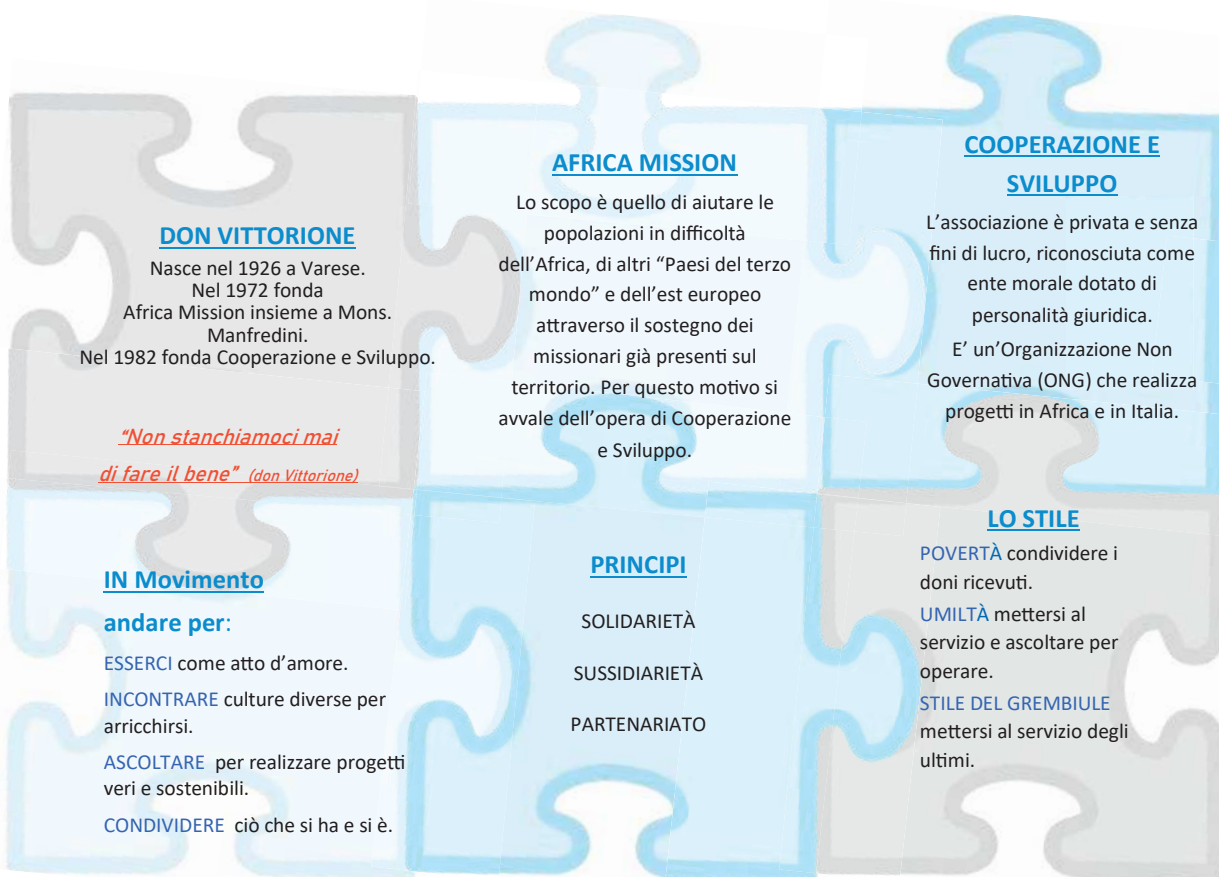 DON VITTORIONE
Nasce nel 1926 a Varese.
Nel 1972 fonda
Africa Mission insieme a Mons.
Manfredini.
Nel 1982 fonda Cooperazione e Sviluppo.
“Non stanchiamoci mai
di fare il bene” (don Vittorione)
AFRICA MISSION
Lo scopo è quello di aiutare le
popolazioni in difficoltà
dell’Africa, di altri “Paesi del terzo
mondo” e dell’est europeo
attraverso il sostegno dei
missionari già presenti sul
territorio. Per questo motivo si
avvale dell’opera di Cooperazione
e Sviluppo.
COOPERAZIONE E
SVILUPPO
L’associazione è privata e senza
fini di lucro, riconosciuta come
ente morale dotato di
personalità giuridica.
E’ un’Organizzazione Non
Governativa (ONG) che realizza
progetti in Africa e in Italia.
IN Movimento
andare per:
ESSERCI come atto d’amore.
INCONTRARE culture diverse per
arricchirsi.
ASCOLTARE per realizzare progetti
veri e sostenibili.
CONDIVIDERE ciò che si ha e si è.
PRINCIPI
SOLIDARIETÀ
SUSSIDIARIETÀ
PARTENARIATO
LO STILE
POVERTÀ condividere i
doni ricevuti.
UMILTÀ mettersi al
servizio e ascoltare per
operare.
STILE DEL GREMBIULE
mettersi al servizio degli
ultimi.